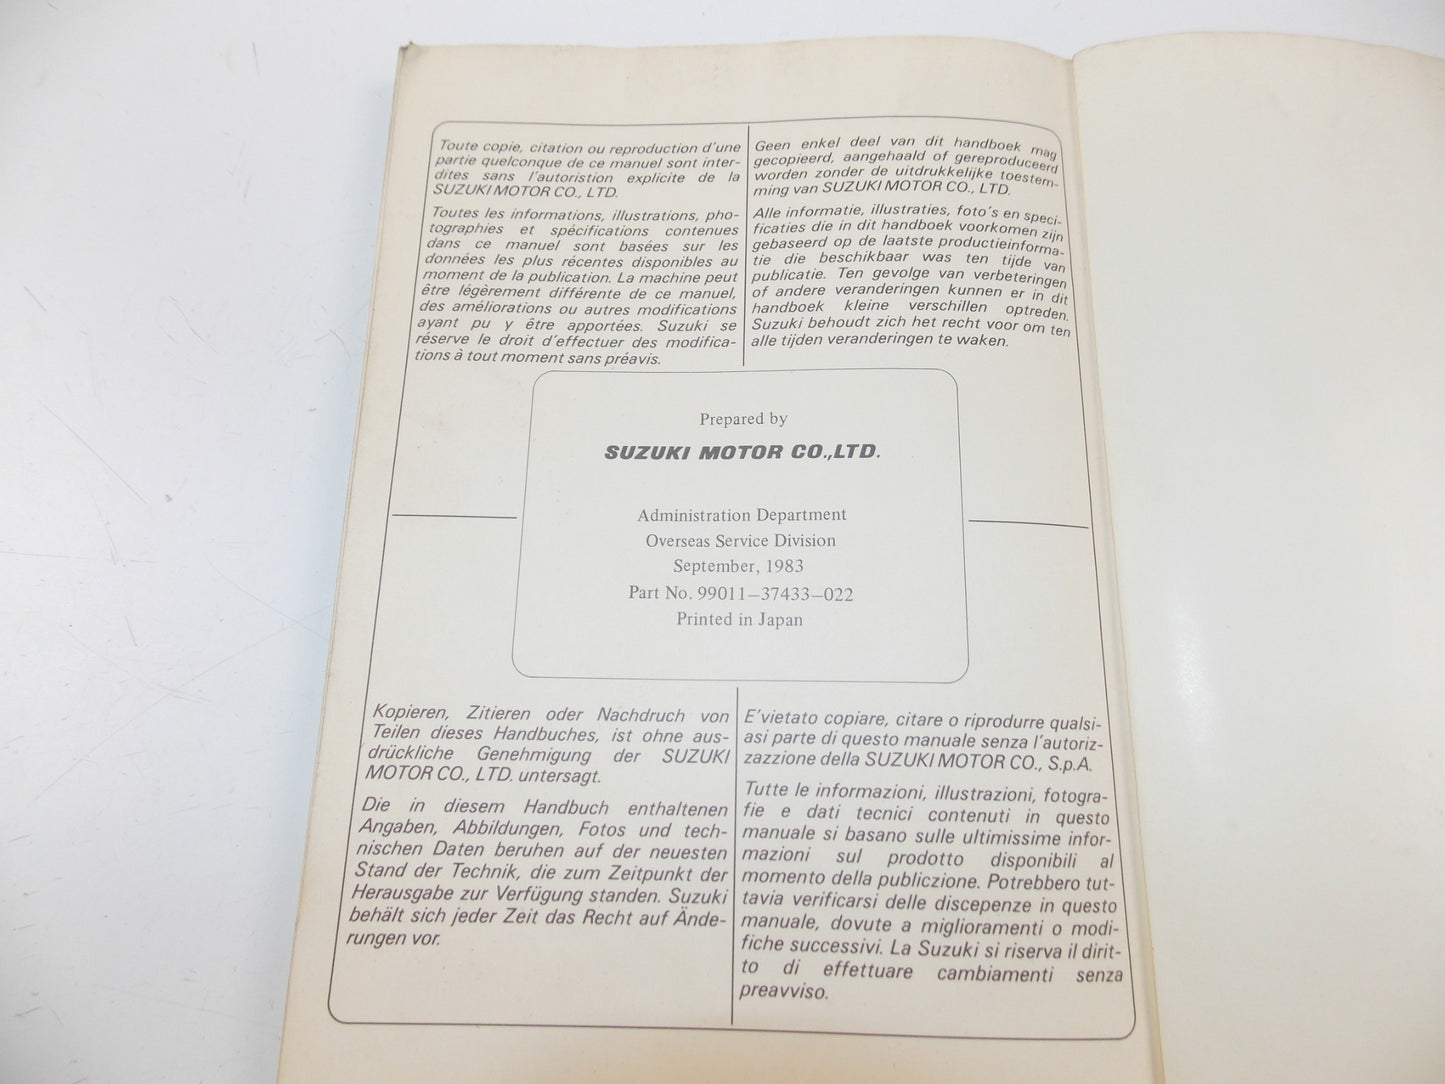 Toute copie, citation ou reproduction d'une
partie quelconque de ce manuel sont inter-
dites sans l'autoristion explicite de la
SUZUKI MOTOR CO., LTD.
Toutes les informations, illustrations, pho-
tographies et spécifications contenues
dans ce manuel sont basées sur les
données les plus récentes disponibles au
moment de la publication. La machine peut
être légèrement différente de ce manuel,
des améliorations ou autres modifications
ayant pu y être apportées. Suzuki se
réserve le droit d'effectuer des modifica-
tions à tout moment sans préavis.
Geen enkel deel van dit handboek mag
gecopieerd, aangehaald of gereproduceerd
worden zonder de uitdrukkelijke toestem-
ming van SUZUKI MOTOR CO., LTD.
Alle informatie, illustraties, foto's en speci-
ficaties die in dit handboek voorkomen zijn
gebaseerd op de laatste productieinforma-
tie die beschikbaar was ten tijde van
publicatie. Ten gevolge van verbeteringen
of andere veranderingen kunnen er in dit
handboek kleine verschillen optreden.
Suzuki behoudt zich het recht voor om ten
alle tijden veranderingen te waken.
Prepared by
SUZUKI MOTOR CO.,LTD.
Administration Department
Overseas Service Division
September, 1983
Part No. 99011–37433–022
Printed in Japan
Kopieren, Zitieren oder Nachdruch von
Teilen dieses Handbuches, ist ohne aus-
drückliche Genehmigung der SUZUKI
MOTOR CO., LTD. untersagt.
Die in diesem Handbuch enthaltenen
Angaben, Abbildungen, Fotos und tech-
nischen Daten beruhen auf der neuesten
Stand der Technik, die zum Zeitpunkt der
Herausgabe zur Verfügung standen. Suzuki
behält sich jeder Zeit das Recht auf Ände-
rungen vor.
E'vietato copiare, citare o riprodurre qualsi-
asi parte di questo manuale senza l'autoriz-
zazzione della SUZUKI MOTOR CO., S.p.A.
Tutte le informazioni, illustrazioni, fotogra-
fie e dati tecnici contenuti in questo
manuale si basano sulle ultimissime infor-
mazioni sul prodotto disponibili al
momento della publiczione. Potrebbero tut-
tavia verificarsi delle discepenze in questo
manuale, dovute a miglioramenti o modi-
fiche successivi. La Suzuki si riserva il dirit-
to di effettuare cambiamenti senza
preavviso.